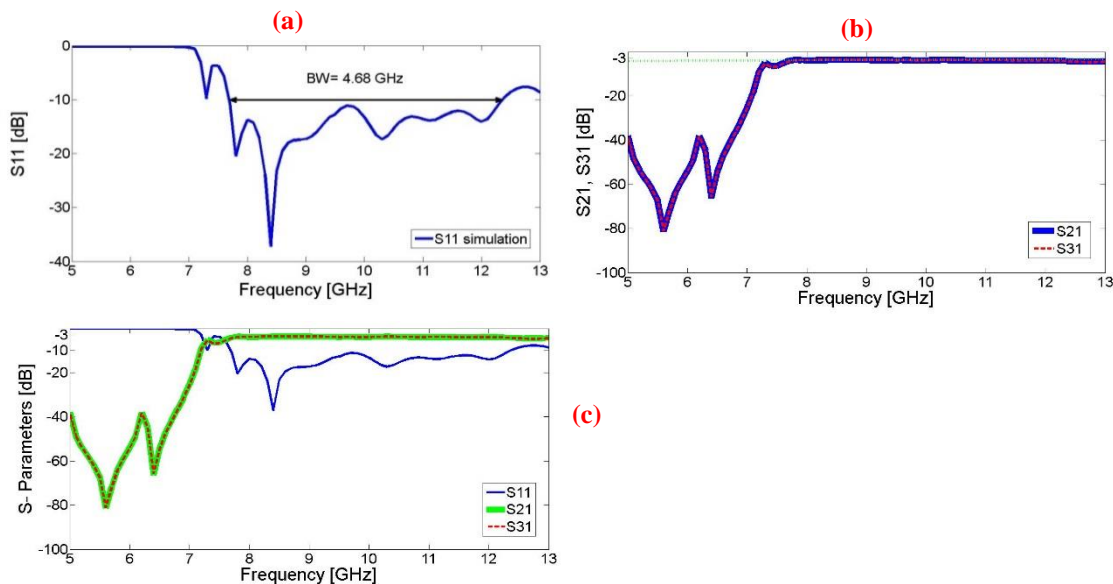 (a)
0
-10
-20
-30
-40
S11 [dB]
BW= 4.68 GHz
S11 simulation
5 6 7 8 9 10 11 12 13
Frequency [GHz]
(b)
-3
-20
-40
-60
-80
-100
S21, S31 [dB]
S21
S31
5 6 7 8 9 10 11 12 13
Frequency [GHz]
-3
-10
-20
-40
-60
-80
-100
S- Parameters [dB]
S11
S21
S31
5 6 7 8 9 10 11 12 13
Frequency [GHz]
(c)